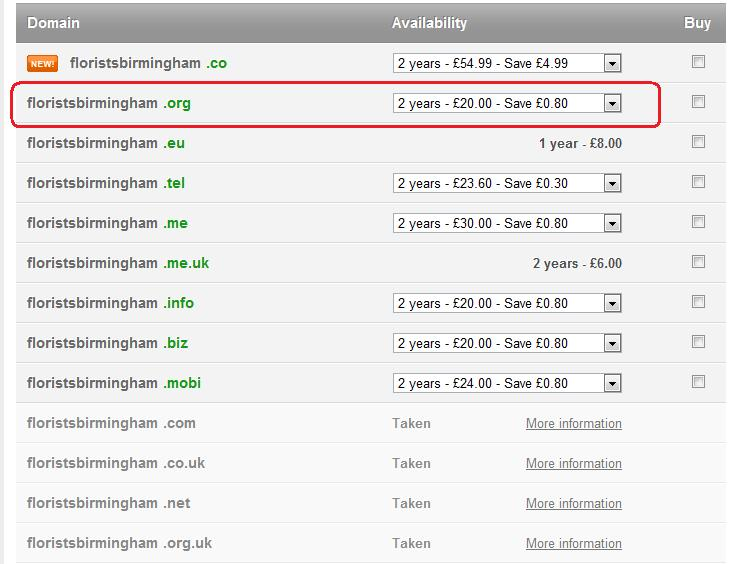 Domain Availability Buy
NEW! floristsbirmingham .co 2 years - £54.99 - Save £4.99
floristsbirmingham .org 2 years - £20.00 - Save £0.80
floristsbirmingham .eu 1 year - £8.00
floristsbirmingham .tel 2 years - £23.60 - Save £0.30
floristsbirmingham .me 2 years - £30.00 - Save £0.80
floristsbirmingham .me.uk 2 years - £6.00
floristsbirmingham .info 2 years - £20.00 - Save £0.80
floristsbirmingham .biz 2 years - £20.00 - Save £0.80
floristsbirmingham .mobi 2 years - £24.00 - Save £0.80
floristsbirmingham .com Taken More information
floristsbirmingham .co.uk Taken More information
floristsbirmingham .net Taken More information
floristsbirmingham .org.uk Taken More information